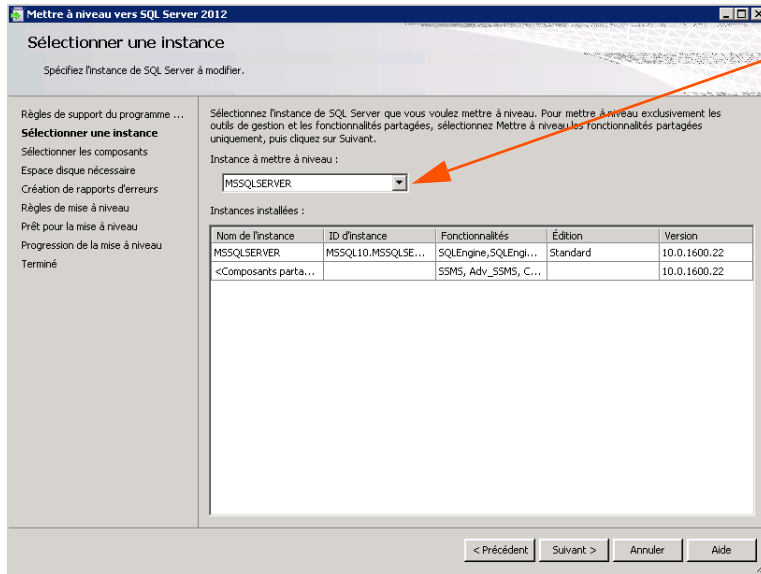 Mettre à niveau vers SQL Server 2012
Sélectionner une instance
Spécifiez l'instance de SQL Server à modifier.
Règles de support du programme ...
Sélectionner une instance
Sélectionner les composants
Espace disque nécessaire
Création de rapports d'erreurs
Règles de mise à niveau
Prêt pour la mise à niveau
Progression de la mise à niveau
Terminé
Sélectionnez l'instance de SQL Server que vous voulez mettre à niveau. Pour mettre à niveau exclusivement les
outils de gestion et les fonctionnalités partagées, sélectionnez Mettre à niveau les fonctionnalités partagées
uniquement, puis cliquez sur Suivant.
Instance à mettre à niveau :
MSSQLSERVER
Instances installées :
Nom de l'instance ID d'instance Fonctionnalités Édition Version
MSSQLSERVER MSSQL10.MSSQLSE... SQLEngine,SQLEngi... Standard 10.0.1600.22
<Composants parta... SSMS, Adv_SSMS, C... 10.0.1600.22
< Précédent Suivant > Annuler Aide